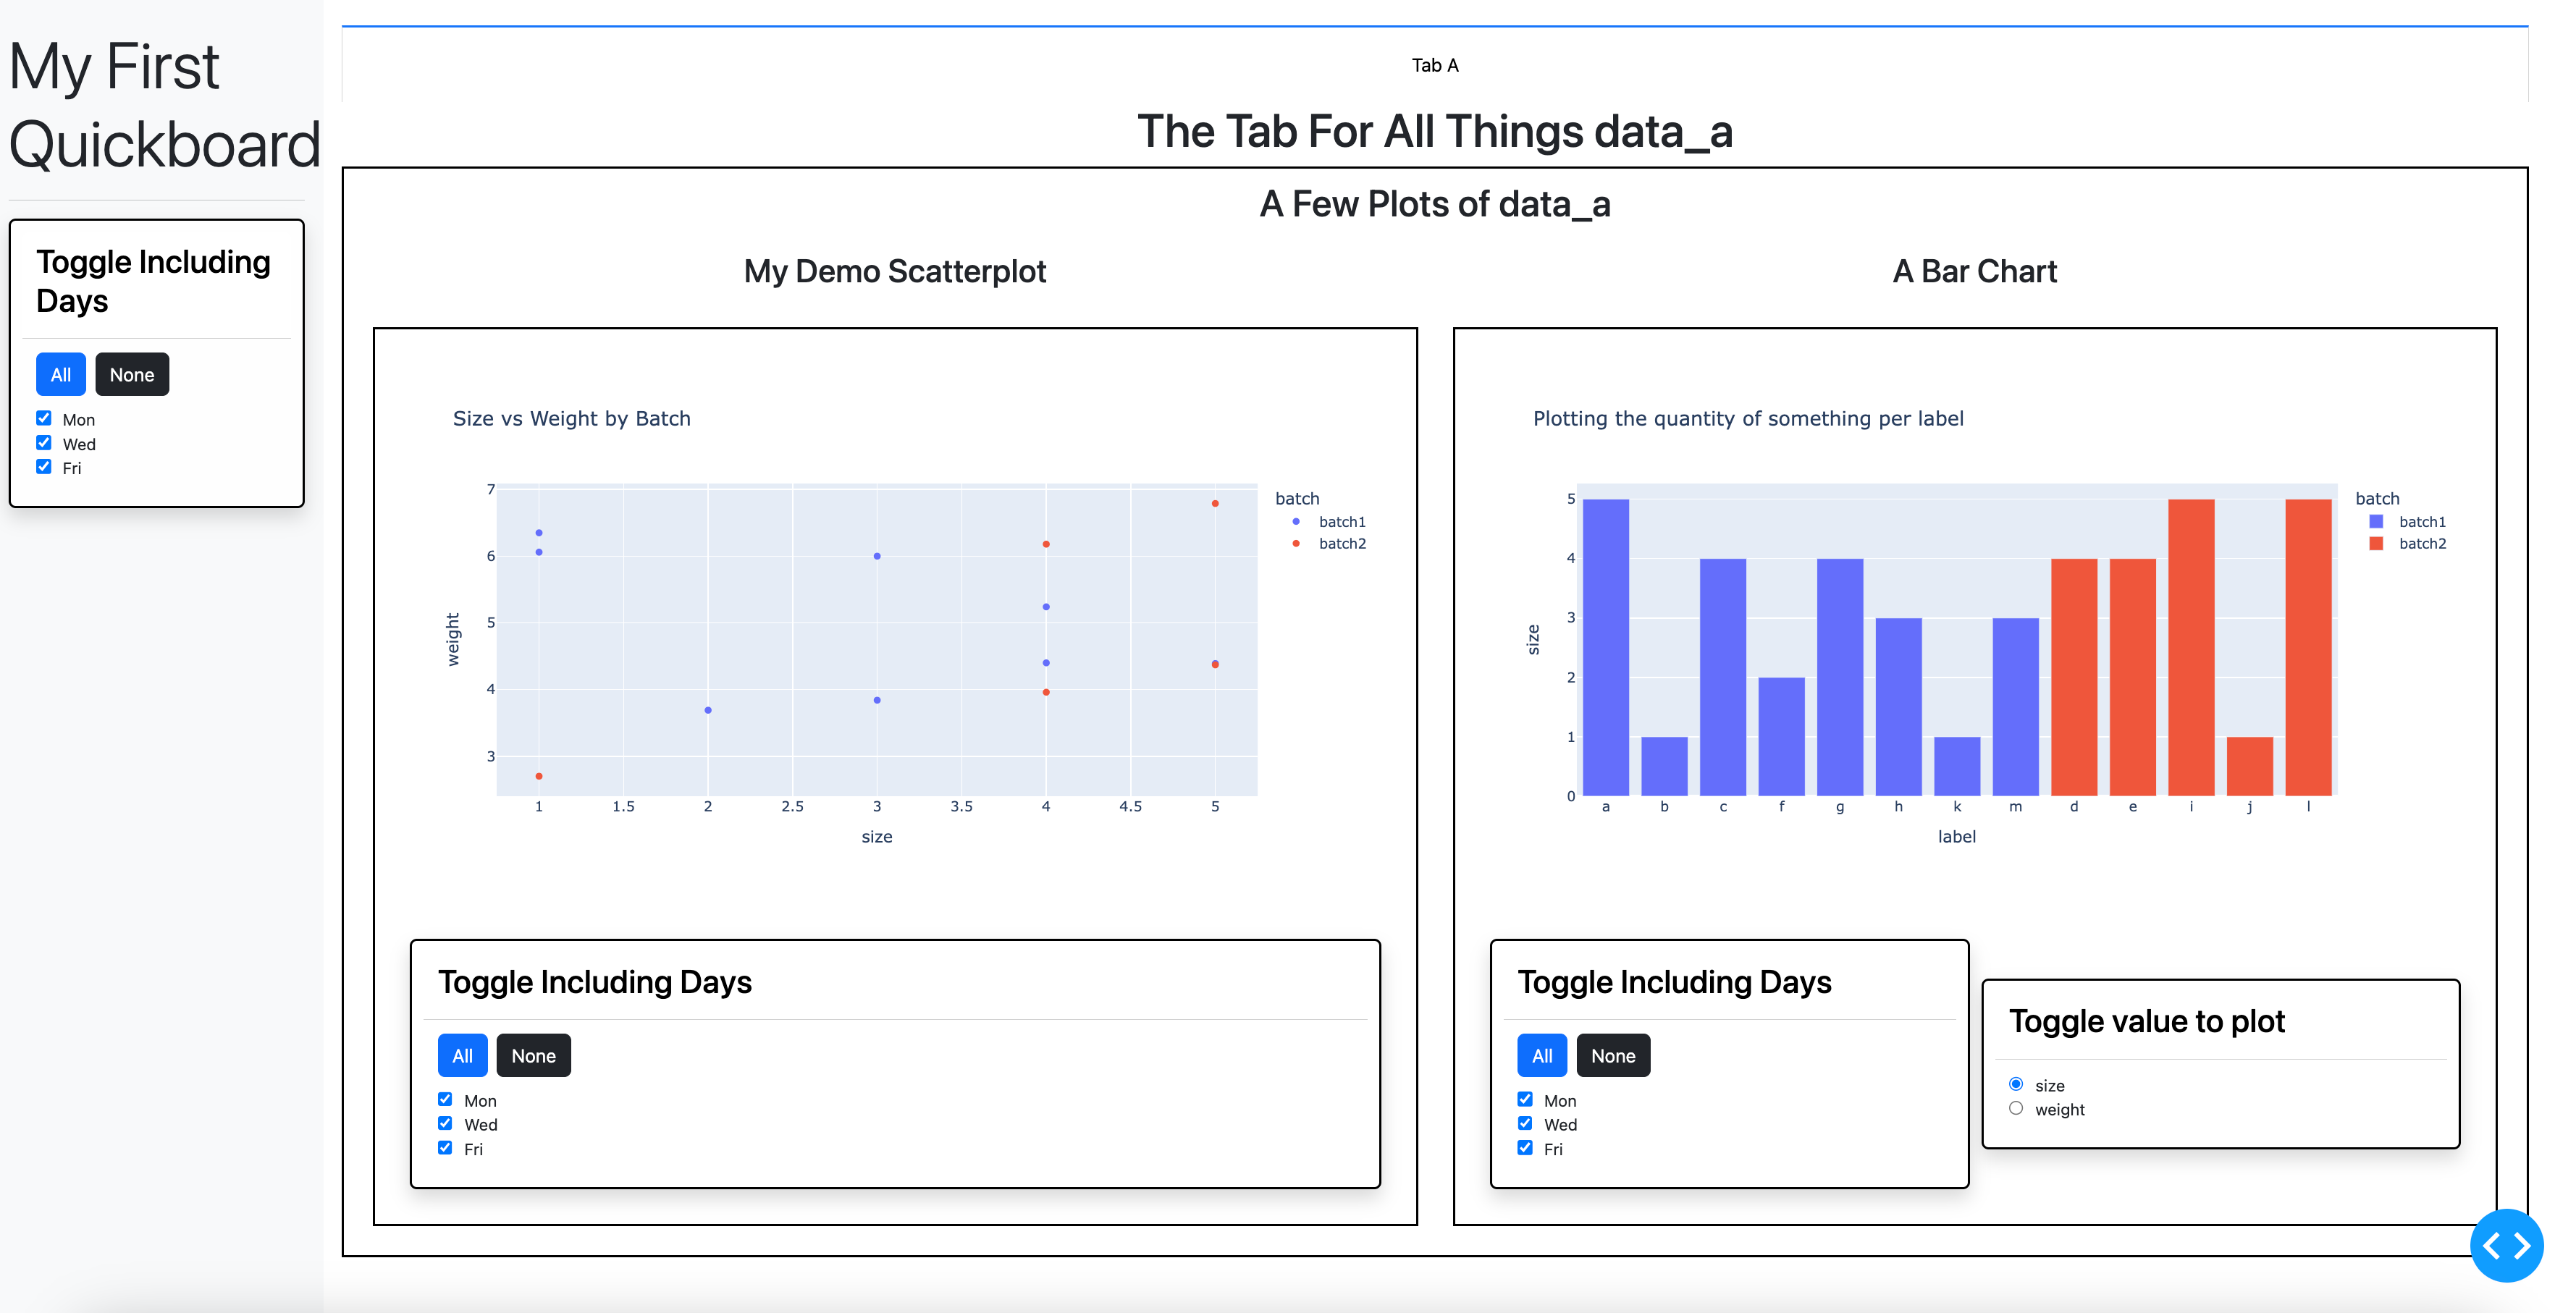 My First
Quickboard
Toggle Including
Days
All None
Mon
Wed
Fri
Tab A
The Tab For All Things data_a
A Few Plots of data_a
My Demo Scatterplot
Size vs Weight by Batch
7
6
5
4
3
weight
1 1.5 2 2.5 3 3.5 4 4.5 5
size
batch
batch1
batch2
Toggle Including Days
All None
Mon
Wed
Fri
A Bar Chart
Plotting the quantity of something per label
5
4
3
2
1
0
size
a b c f g h k m d e i j l
label
batch
batch1
batch2
Toggle Including Days
All None
Mon
Wed
Fri
Toggle value to plot
size
weight